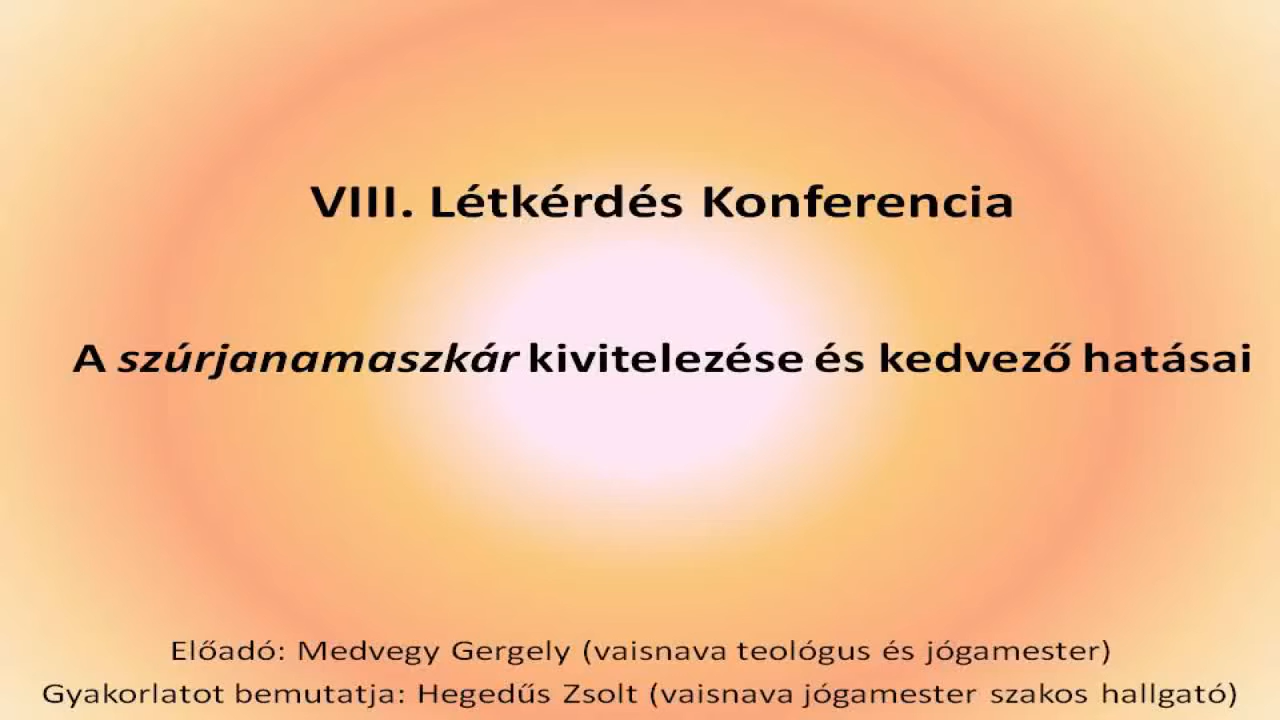 VIII. Létkérdés Konferencia
A szúrjanamaszkár kivitelezése és kedvező hatásai
Előadó: Medvegy Gergely (vaisnava teológus és jógamester)
Gyakorlatot bemutatja: Hegedűs Zsolt (vaisnava jógamester szakos hallgató)